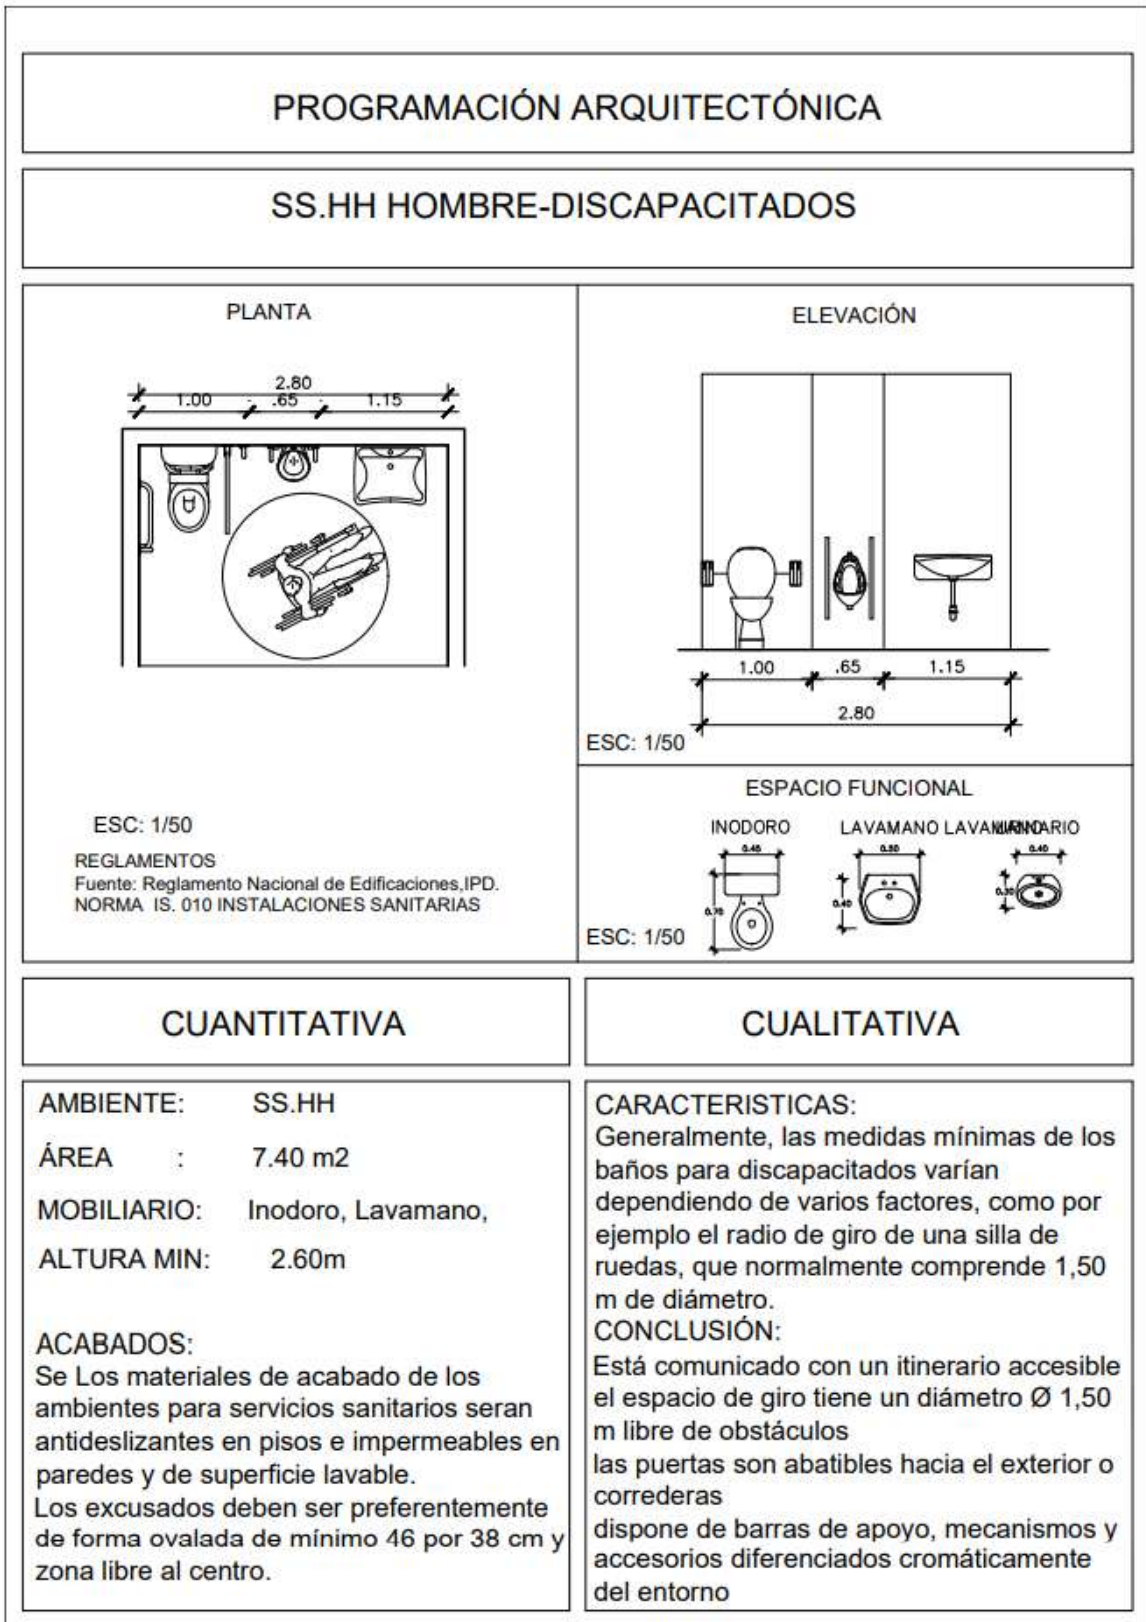 PROGRAMACIÓN ARQUITECTÓNICA
SS.HH HOMBRE-DISCAPACITADOS
PLANTA
2.80
1.00 .65 1.15
ESC: 1/50
REGLAMENTOS
Fuente: Reglamento Nacional de Edificaciones,IPD.
NORMA IS. 010 INSTALACIONES SANITARIAS
ELEVACIÓN
1.00 .65 1.15
2.80
ESC: 1/50
ESPACIO FUNCIONAL
INODORO LAVAMANO
0.50 0.40
0.70 0.40
ESC: 1/50
CUANTITATIVA
AMBIENTE: SS.HH
ÁREA : 7.40 m2
MOBILIARIO: Inodoro, Lavamano,
ALTURA MIN: 2.60m
ACABADOS:
Se Los materiales de acabado de los
ambientes para servicios sanitarios seran
antideslizantes en pisos e impermeables en
paredes y de superficie lavable.
Los excusados deben ser preferentemente
de forma ovalada de mínimo 46 por 38 cm y
zona libre al centro.
CUALITATIVA
CARACTERISTICAS:
Generalmente, las medidas mínimas de los
baños para discapacitados varían
dependiendo de varios factores, como por
ejemplo el radio de giro de una silla de
ruedas, que normalmente comprende 1,50
m de diámetro.
CONCLUSIÓN:
Está comunicado con un itinerario accesible
el espacio de giro tiene un diámetro Ø 1,50
m libre de obstáculos
las puertas son abatibles hacia el exterior o
correderas
dispone de barras de apoyo, mecanismos y
accesorios diferenciados cromáticamente
del entorno